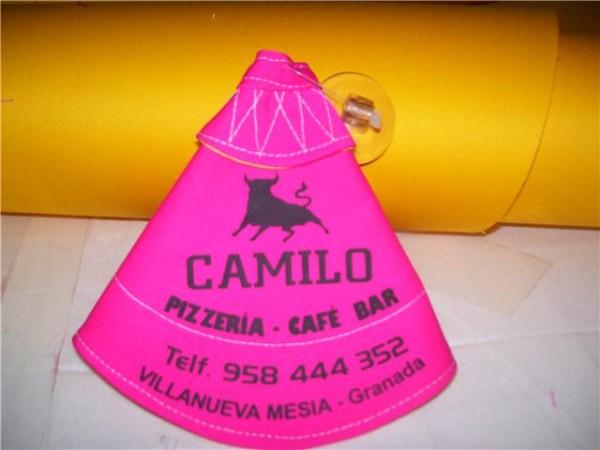 CAMILO
PIZZERÍA - CAFÉ BAR
Telf. 958 444 352
VILLANUEVA MESIA - Granada